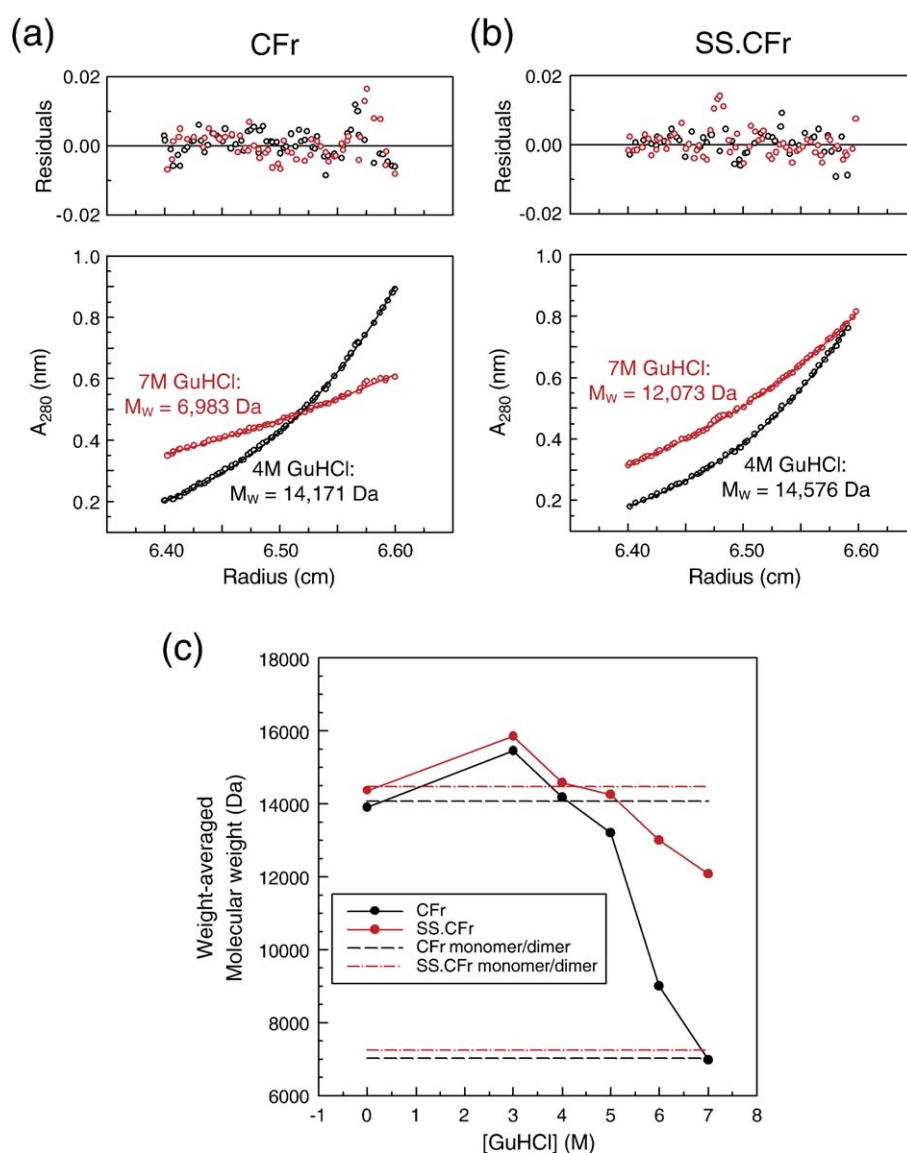 (a)
CFr
(b)
SS.CFr
0.02
0.00
-0.02
Residuals
0.02
0.00
-0.02
Residuals
1.0
0.8
0.6
0.4
0.2
A280 (nm)
7M GuHCl:
MW = 6,983 Da
4M GuHCl:
MW = 14,171 Da
6.40 6.50 6.60
Radius (cm)
1.0
0.8
0.6
0.4
0.2
A280 (nm)
7M GuHCl:
MW = 12,073 Da
4M GuHCl:
MW = 14,576 Da
6.40 6.50 6.60
Radius (cm)
(c)
18000
16000
14000
12000
10000
8000
6000
Weight-averaged
Molecular weight (Da)
CFr
SS.CFr
CFr monomer/dimer
SS.CFr monomer/dimer
-1 0 1 2 3 4 5 6 7 8
[GuHCl] (M)